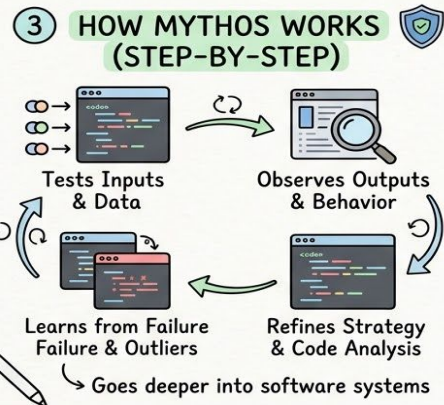 3 HOW MYTHOS WORKS
(STEP-BY-STEP)
<code>
Tests Inputs
& Data
Observes Outputs
& Behavior
<code>
Learns from Failure
Failure & Outliers
Refines Strategy
& Code Analysis
Goes deeper into software systems